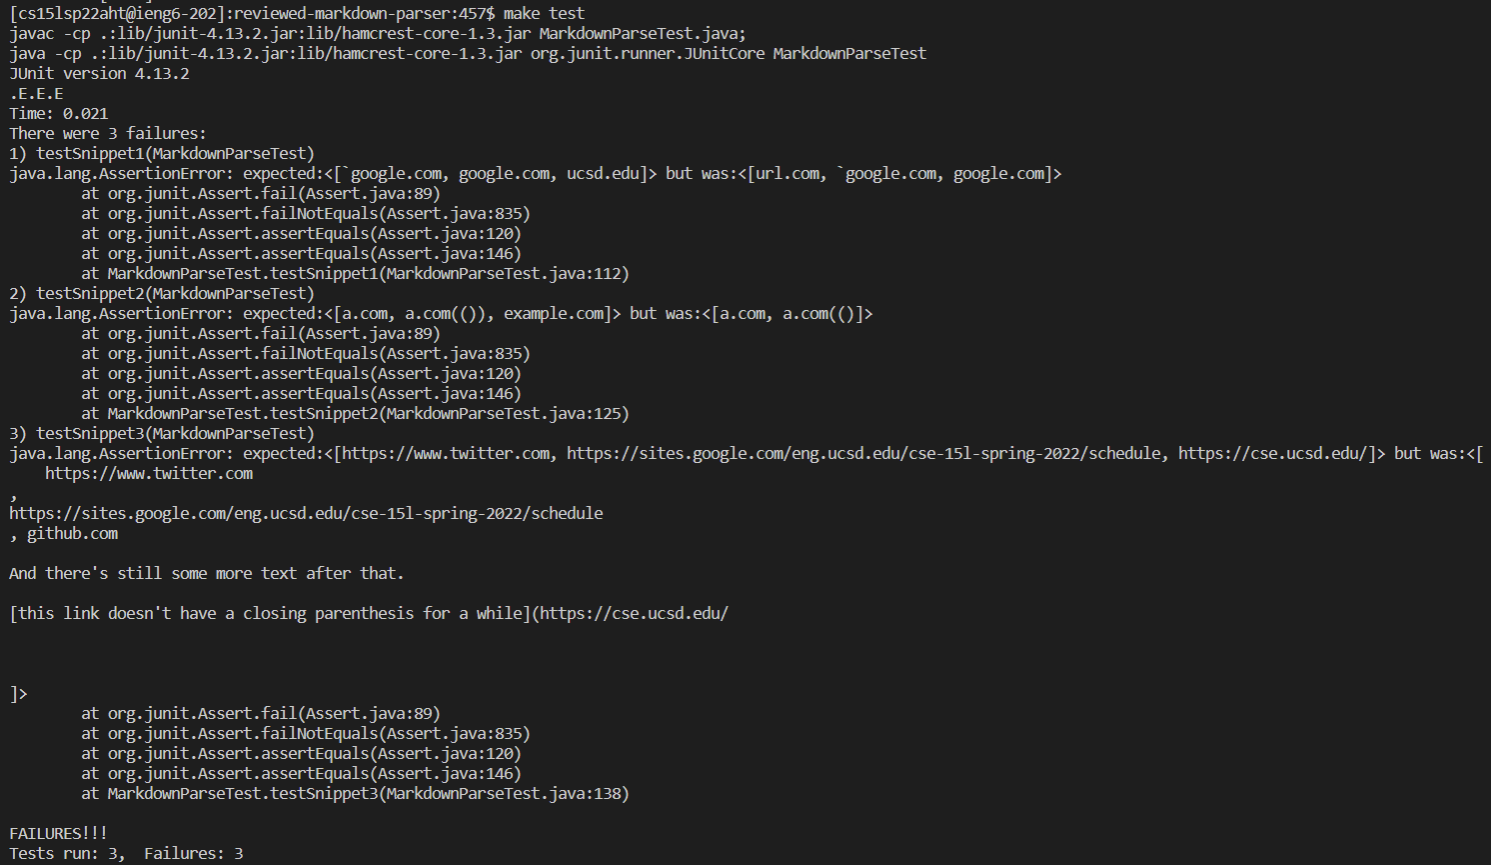 [cs15lsp22aht@ieng6-202]:reviewed-markdown-parser:457$ make test
javac -cp .:lib/junit-4.13.2.jar:lib/hamcrest-core-1.3.jar MarkdownParseTest.java;
java -cp .:lib/junit-4.13.2.jar:lib/hamcrest-core-1.3.jar org.junit.runner.JUnitCore MarkdownParseTest
JUnit version 4.13.2
.E.E.E
Time: 0.021
There were 3 failures:
1) testSnippet1(MarkdownParseTest)
java.lang.AssertionError: expected:<[`google.com, google.com, ucsd.edu]> but was:<[url.com, `google.com, google.com]>
        at org.junit.Assert.fail(Assert.java:89)
        at org.junit.Assert.failNotEquals(Assert.java:835)
        at org.junit.Assert.assertEquals(Assert.java:120)
        at org.junit.Assert.assertEquals(Assert.java:146)
        at MarkdownParseTest.testSnippet1(MarkdownParseTest.java:112)
2) testSnippet2(MarkdownParseTest)
java.lang.AssertionError: expected:<[a.com, a.com(()), example.com]> but was:<[a.com, a.com(()]>
        at org.junit.Assert.fail(Assert.java:89)
        at org.junit.Assert.failNotEquals(Assert.java:835)
        at org.junit.Assert.assertEquals(Assert.java:120)
        at org.junit.Assert.assertEquals(Assert.java:146)
        at MarkdownParseTest.testSnippet2(MarkdownParseTest.java:125)
3) testSnippet3(MarkdownParseTest)
java.lang.AssertionError: expected:<[https://www.twitter.com, https://sites.google.com/eng.ucsd.edu/cse-15l-spring-2022/schedule, https://cse.ucsd.edu/]> but was:<[
    https://www.twitter.com
,
https://sites.google.com/eng.ucsd.edu/cse-15l-spring-2022/schedule
, github.com

And there's still some more text after that.

[this link doesn't have a closing parenthesis for a while](https://cse.ucsd.edu/



]>
        at org.junit.Assert.fail(Assert.java:89)
        at org.junit.Assert.failNotEquals(Assert.java:835)
        at org.junit.Assert.assertEquals(Assert.java:120)
        at org.junit.Assert.assertEquals(Assert.java:146)
        at MarkdownParseTest.testSnippet3(MarkdownParseTest.java:138)

FAILURES!!!
Tests run: 3,  Failures: 3